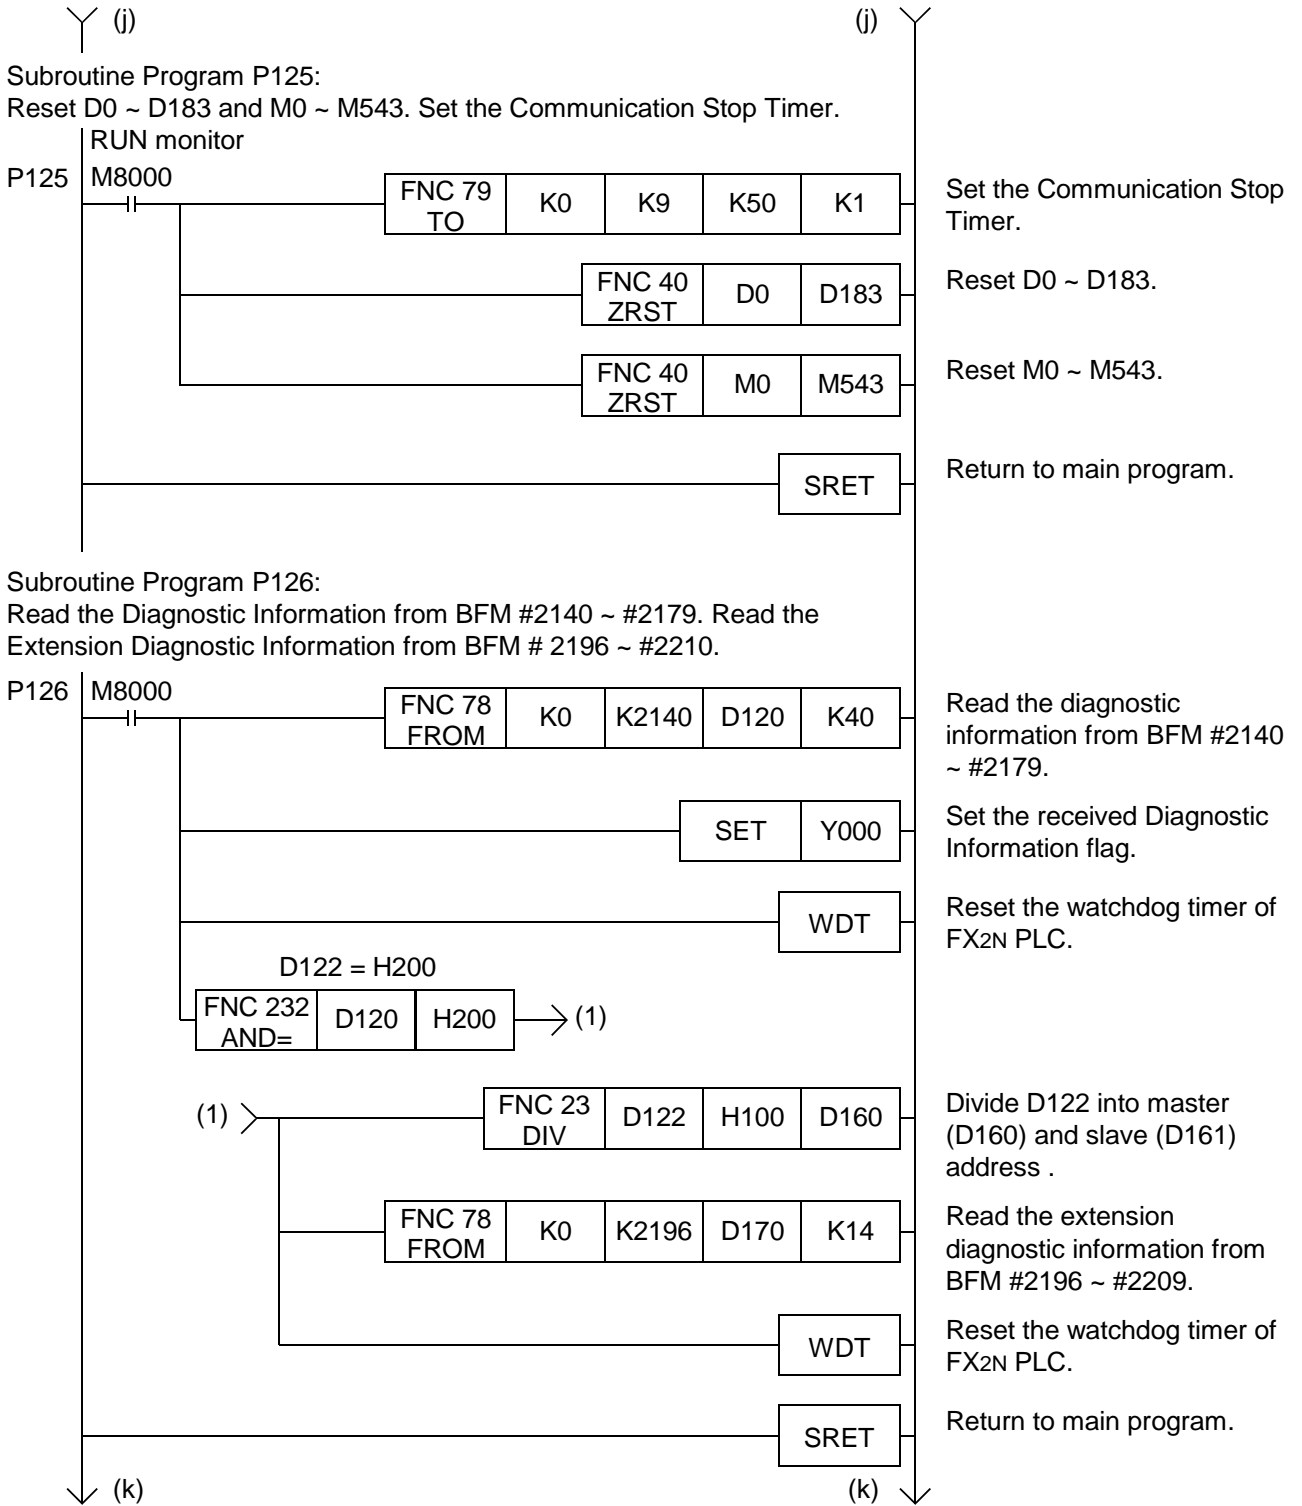 (j) (j)
Subroutine Program P125:
Reset D0 ~ D183 and M0 ~ M543. Set the Communication Stop Timer.
RUN monitor
P125 M8000
FNC 79 TO K0 K9 K50 K1
Set the Communication Stop
Timer.
FNC 40 ZRST D0 D183
Reset D0 ~ D183.
FNC 40 ZRST M0 M543
Reset M0 ~ M543.
SRET
Return to main program.
Subroutine Program P126:
Read the Diagnostic Information from BFM #2140 ~ #2179. Read the
Extension Diagnostic Information from BFM # 2196 ~ #2210.
P126 M8000
FNC 78 FROM K0 K2140 D120 K40
Read the diagnostic
information from BFM #2140
~ #2179.
SET Y000
Set the received Diagnostic
Information flag.
WDT
Reset the watchdog timer of
FX2N PLC.
D122 = H200
FNC 232 AND= D120 H200 (1)
(1) FNC 23 DIV D122 H100 D160
Divide D122 into master
(D160) and slave (D161)
address .
FNC 78 FROM K0 K2196 D170 K14
Read the extension
diagnostic information from
BFM #2196 ~ #2209.
WDT
Reset the watchdog timer of
FX2N PLC.
SRET
Return to main program.
(k) (k)